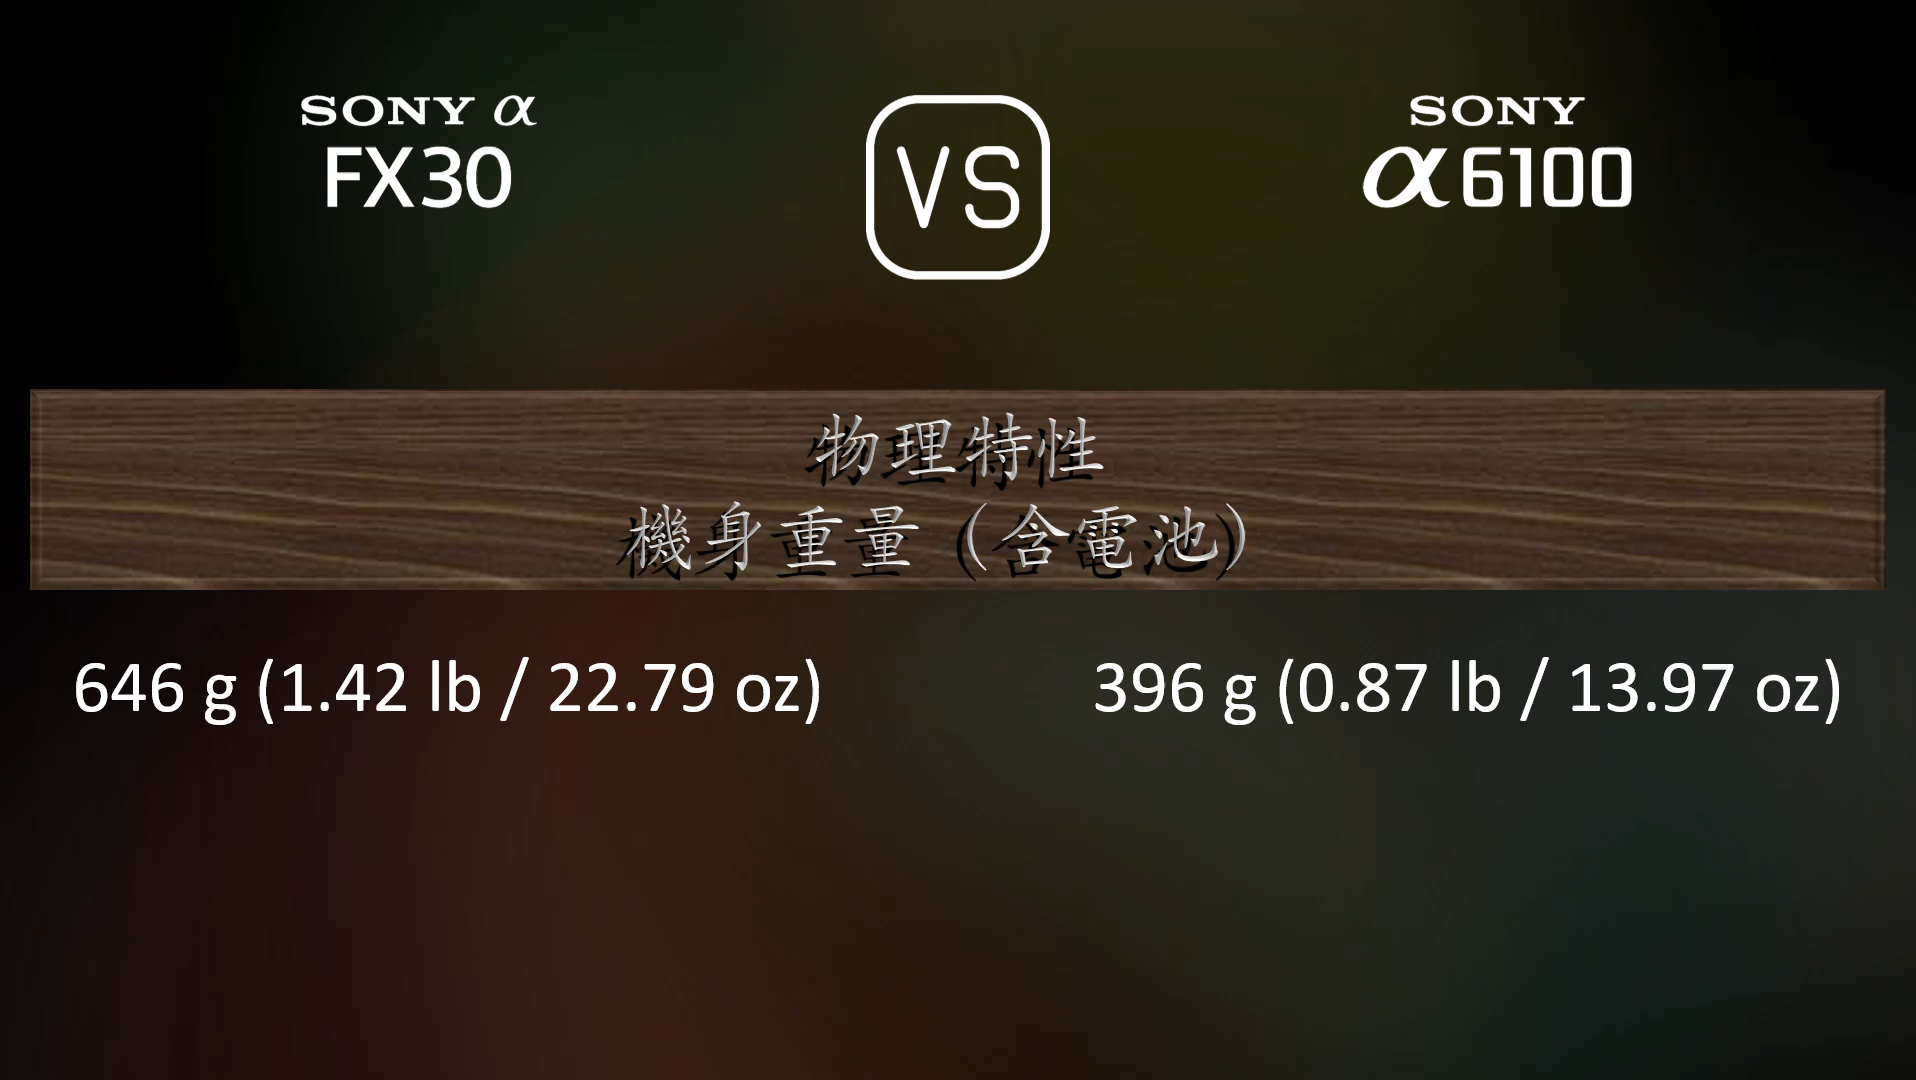 SONY α
FX30
VS
SONY
α6100
物理特性
機身重量（含電池）
646 g (1.42 lb / 22.79 oz)
396 g (0.87 lb / 13.97 oz)